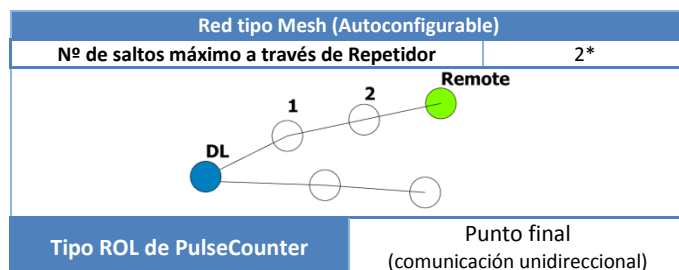 Red tipo Mesh (Autoconfigurable)
Nº de saltos máximo a través de Repetidor 2*
Remote
2
1
DL
Tipo ROL de PulseCounter
Punto final
(comunicación unidireccional)